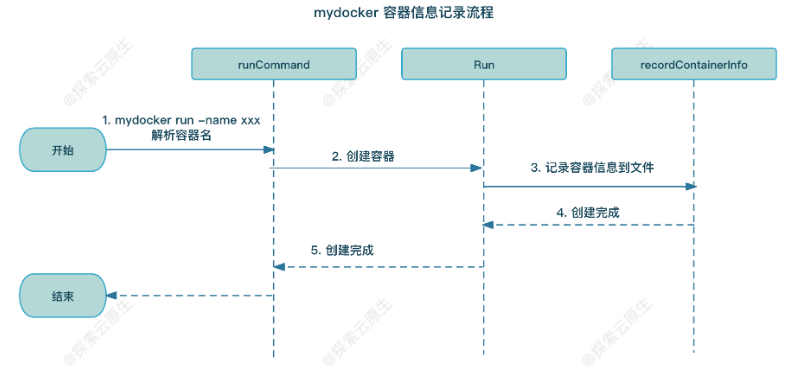 mydocker 容器信息记录流程
@探索云原生
@探索云原生
@探索云原生
runCommand
Run
recordContainerInfo
1. mydocker run -name xxx
解析容器名
开始
2. 创建容器
3. 记录容器信息到文件
4. 创建完成
5. 创建完成
结束
@探索云原生
@探索云原生
@探索云原生